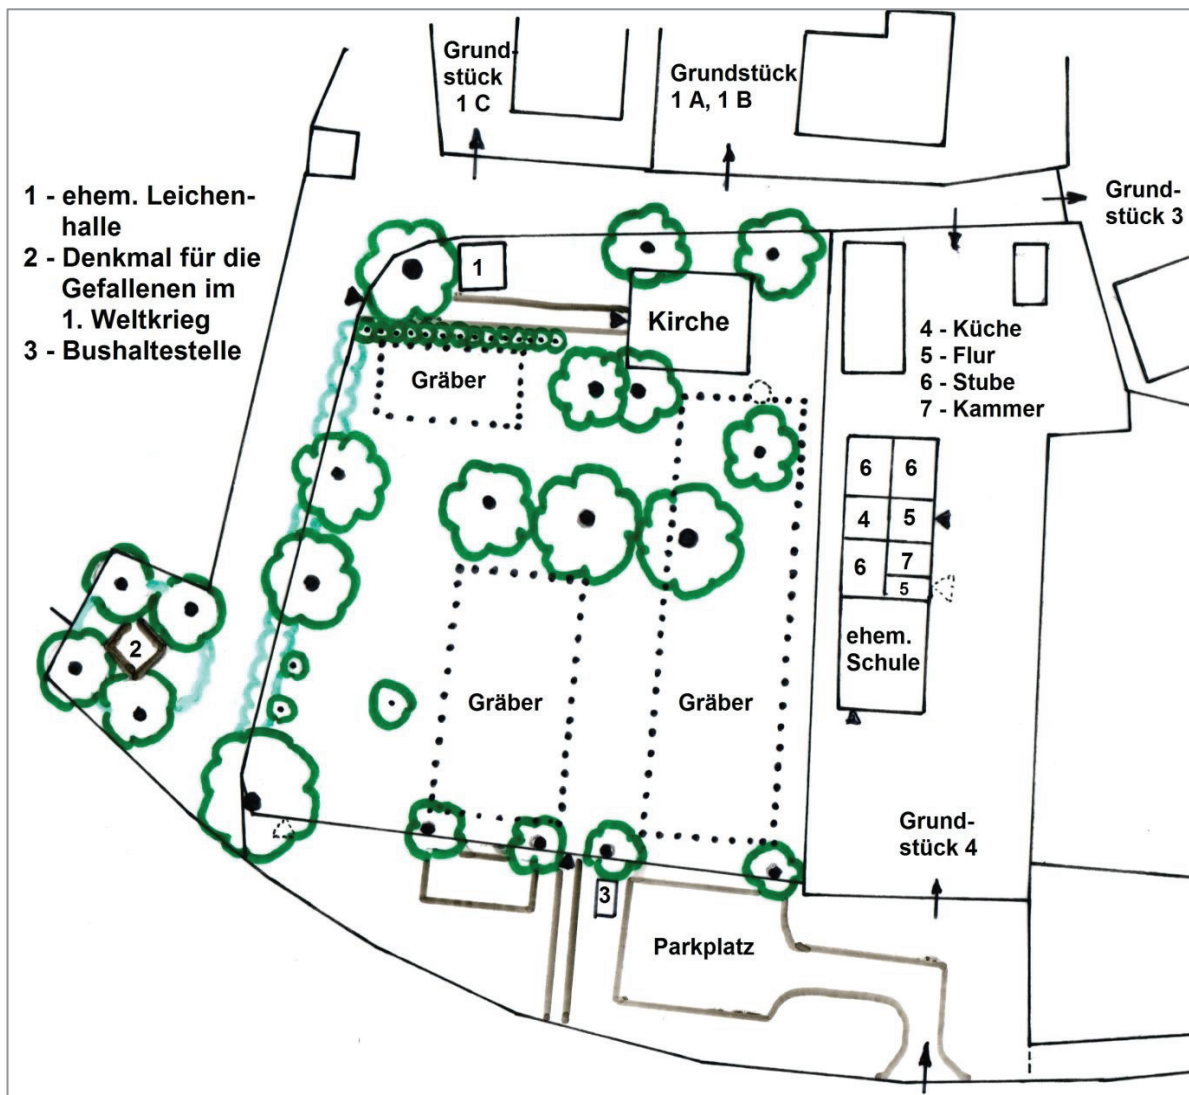 Grund-
stück
1 C
Grundstück
1 A, 1 B
Grund-
stück 3
1 - ehem. Leichen-
halle
2 - Denkmal für die
Gefallenen im
1. Weltkrieg
3 - Bushaltestelle
1
Kirche
4 - Küche
5 - Flur
6 - Stube
7 - Kammer
Gräber
6 6
4 5
6 7
5
ehem.
Schule
2
Gräber
Gräber
Grund-
stück 4
3
Parkplatz